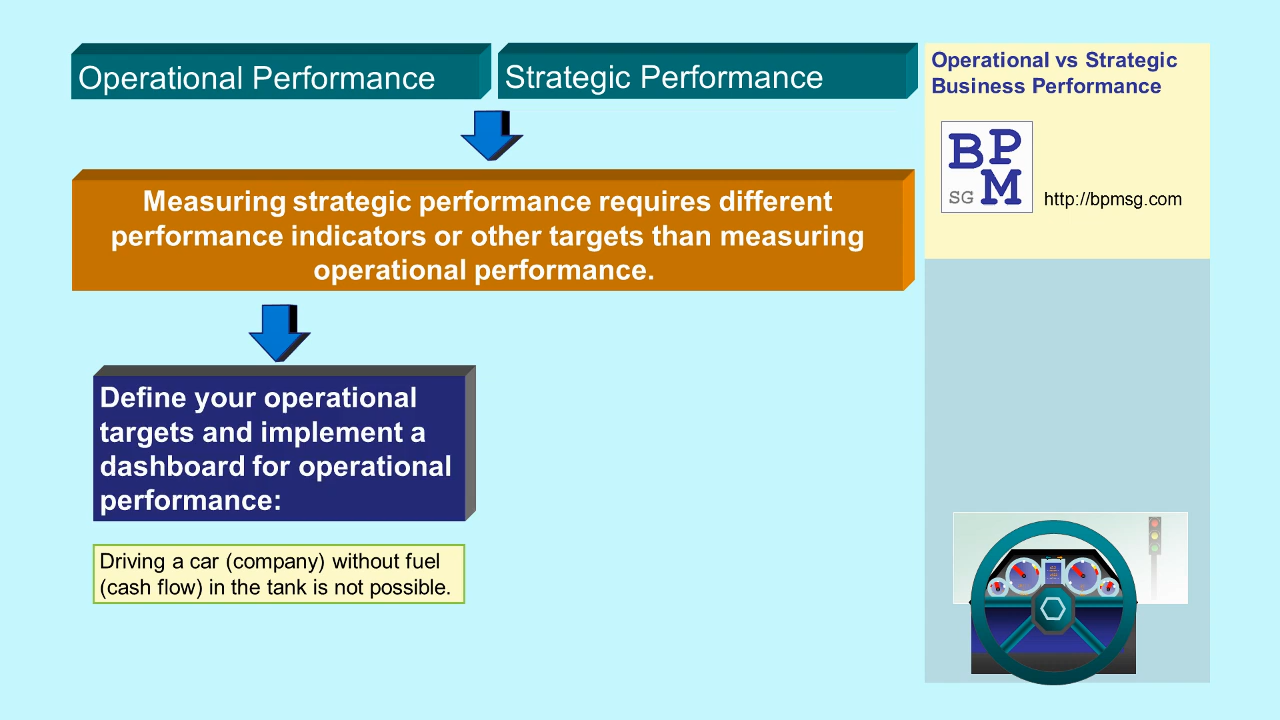 Operational Performance
Strategic Performance
Measuring strategic performance requires different
performance indicators or other targets than measuring
operational performance.
Define your operational
targets and implement a
dashboard for operational
performance:
Driving a car (company) without fuel
(cash flow) in the tank is not possible.
Operational vs Strategic
Business Performance
BPM
SG
http://bpmsg.com